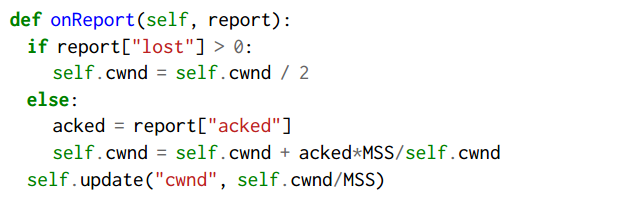 def onReport(self, report):
  if report["lost"] > 0:
    self.cwnd = self.cwnd / 2
  else:
    acked = report["acked"]
    self.cwnd = self.cwnd + acked*MSS/self.cwnd
  self.update("cwnd", self.cwnd/MSS)